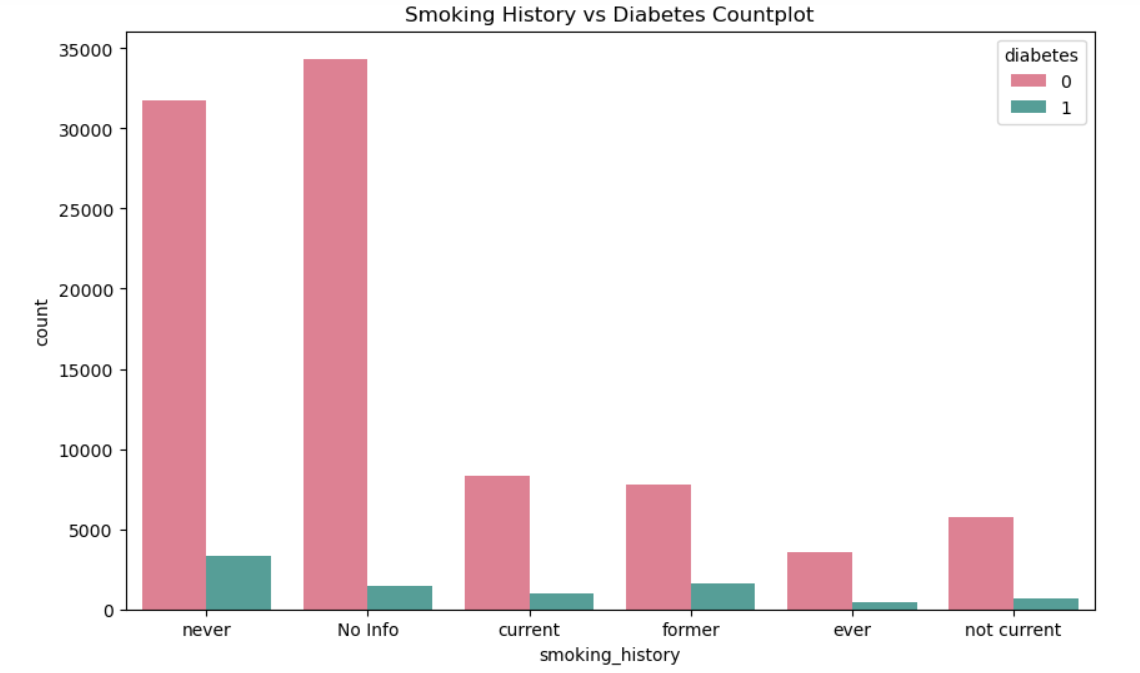 Smoking History vs Diabetes Countplot
diabetes
0
1
35000
30000
25000
20000
15000
10000
5000
0
count
never No Info current former ever not current
smoking_history